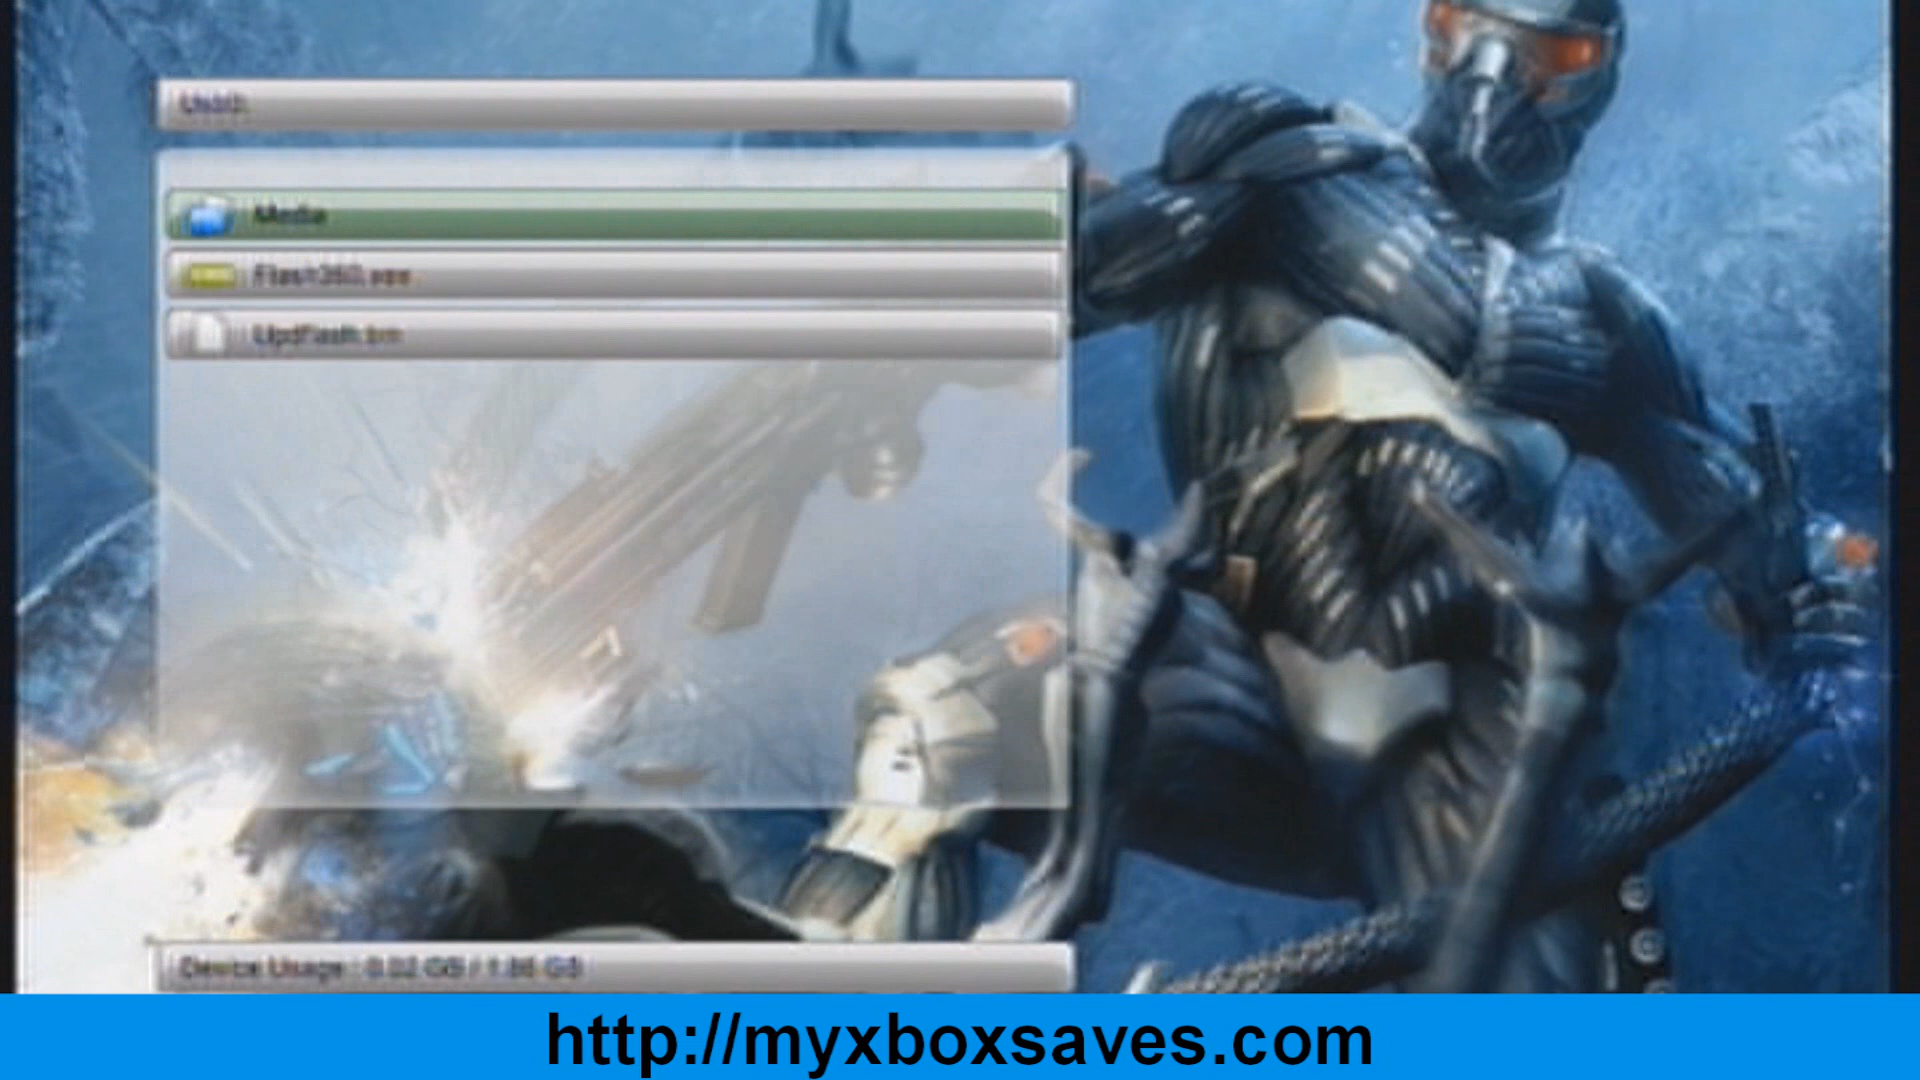 Usb0:
Media
Flash360.xex
Updflash.bin
Device Usage : 0.02 GB / 1.86 GB
http://myxboxsaves.com